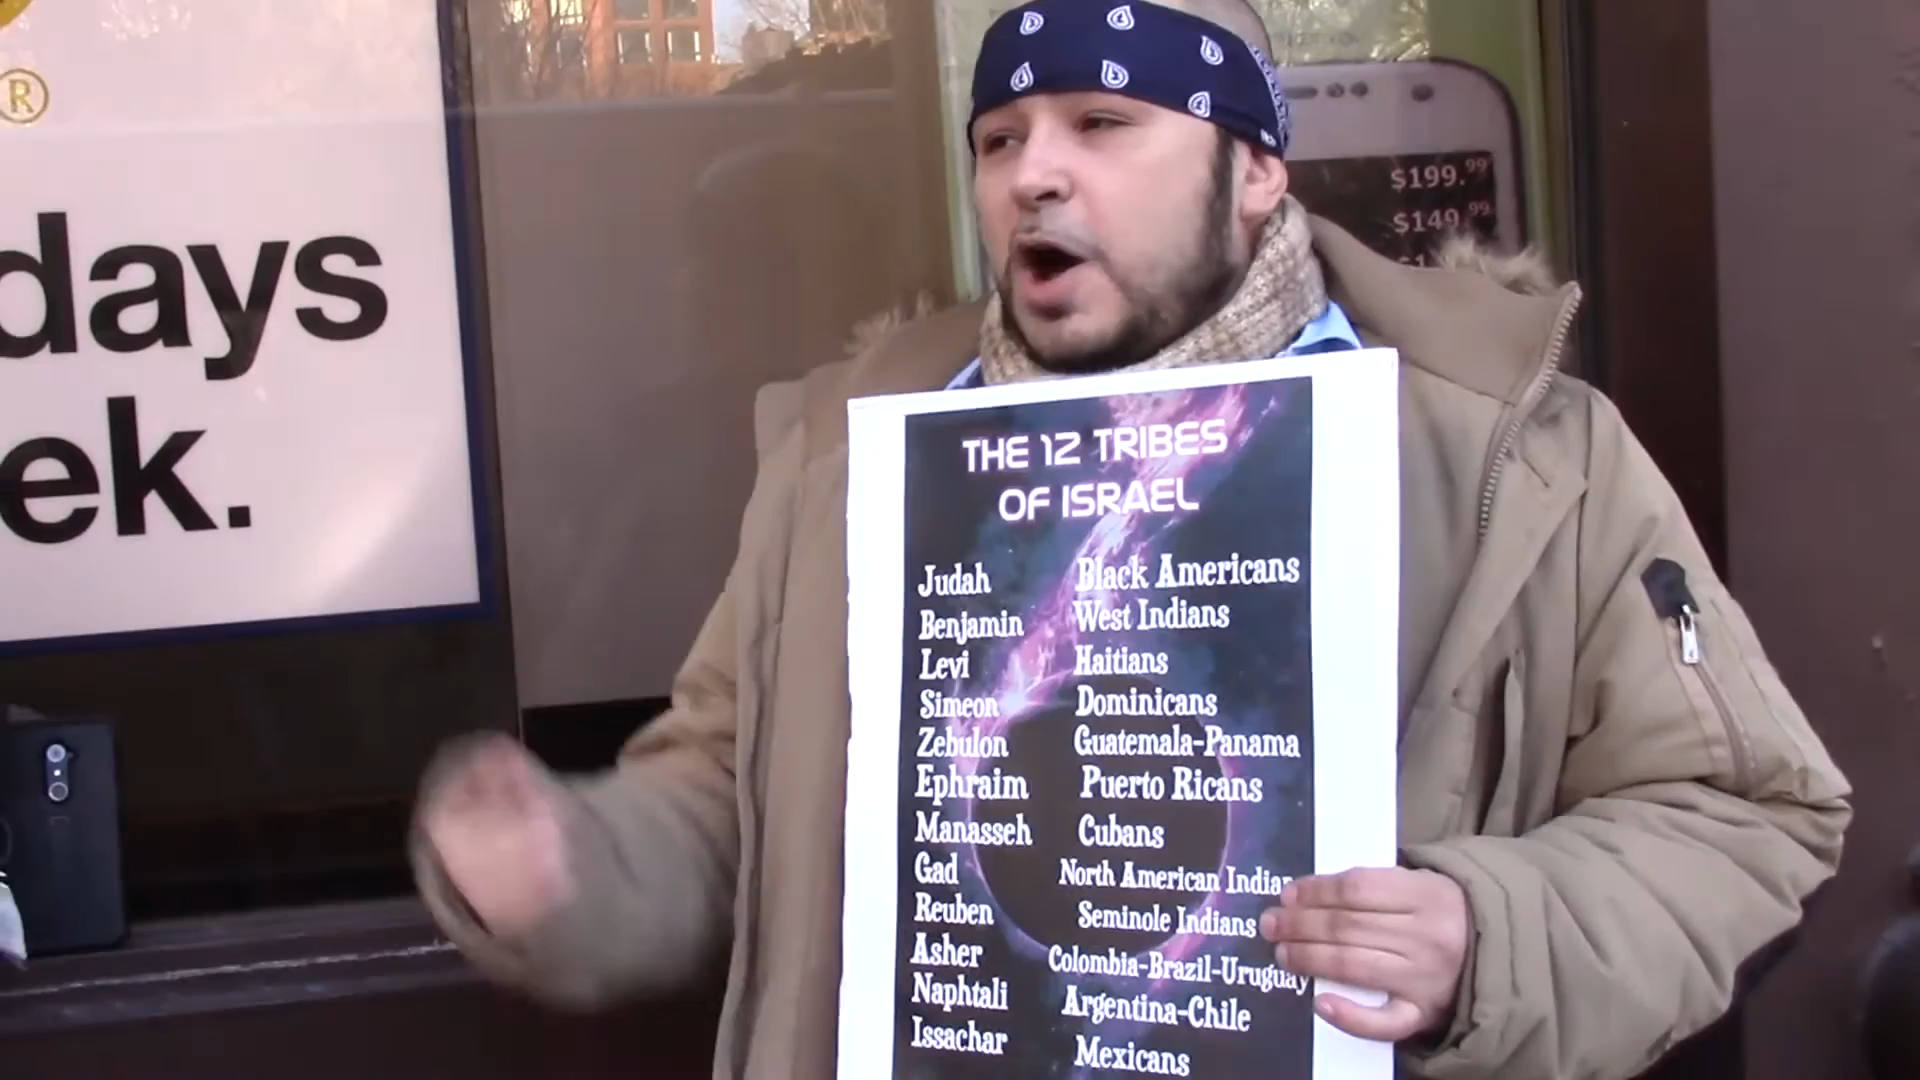 ®
days
ek.
$199.99
$149.99
THE 12 TRIBES
OF ISRAEL
Judah Black Americans
Benjamin West Indians
Levi Haitians
Simeon Dominicans
Zebulon Guatemala-Panama
Ephraim Puerto Ricans
Manasseh Cubans
Gad North American Indian
Reuben Seminole Indians
Asher Colombia-Brazil-Uruguay
Naphtali Argentina-Chile
Issachar Mexicans